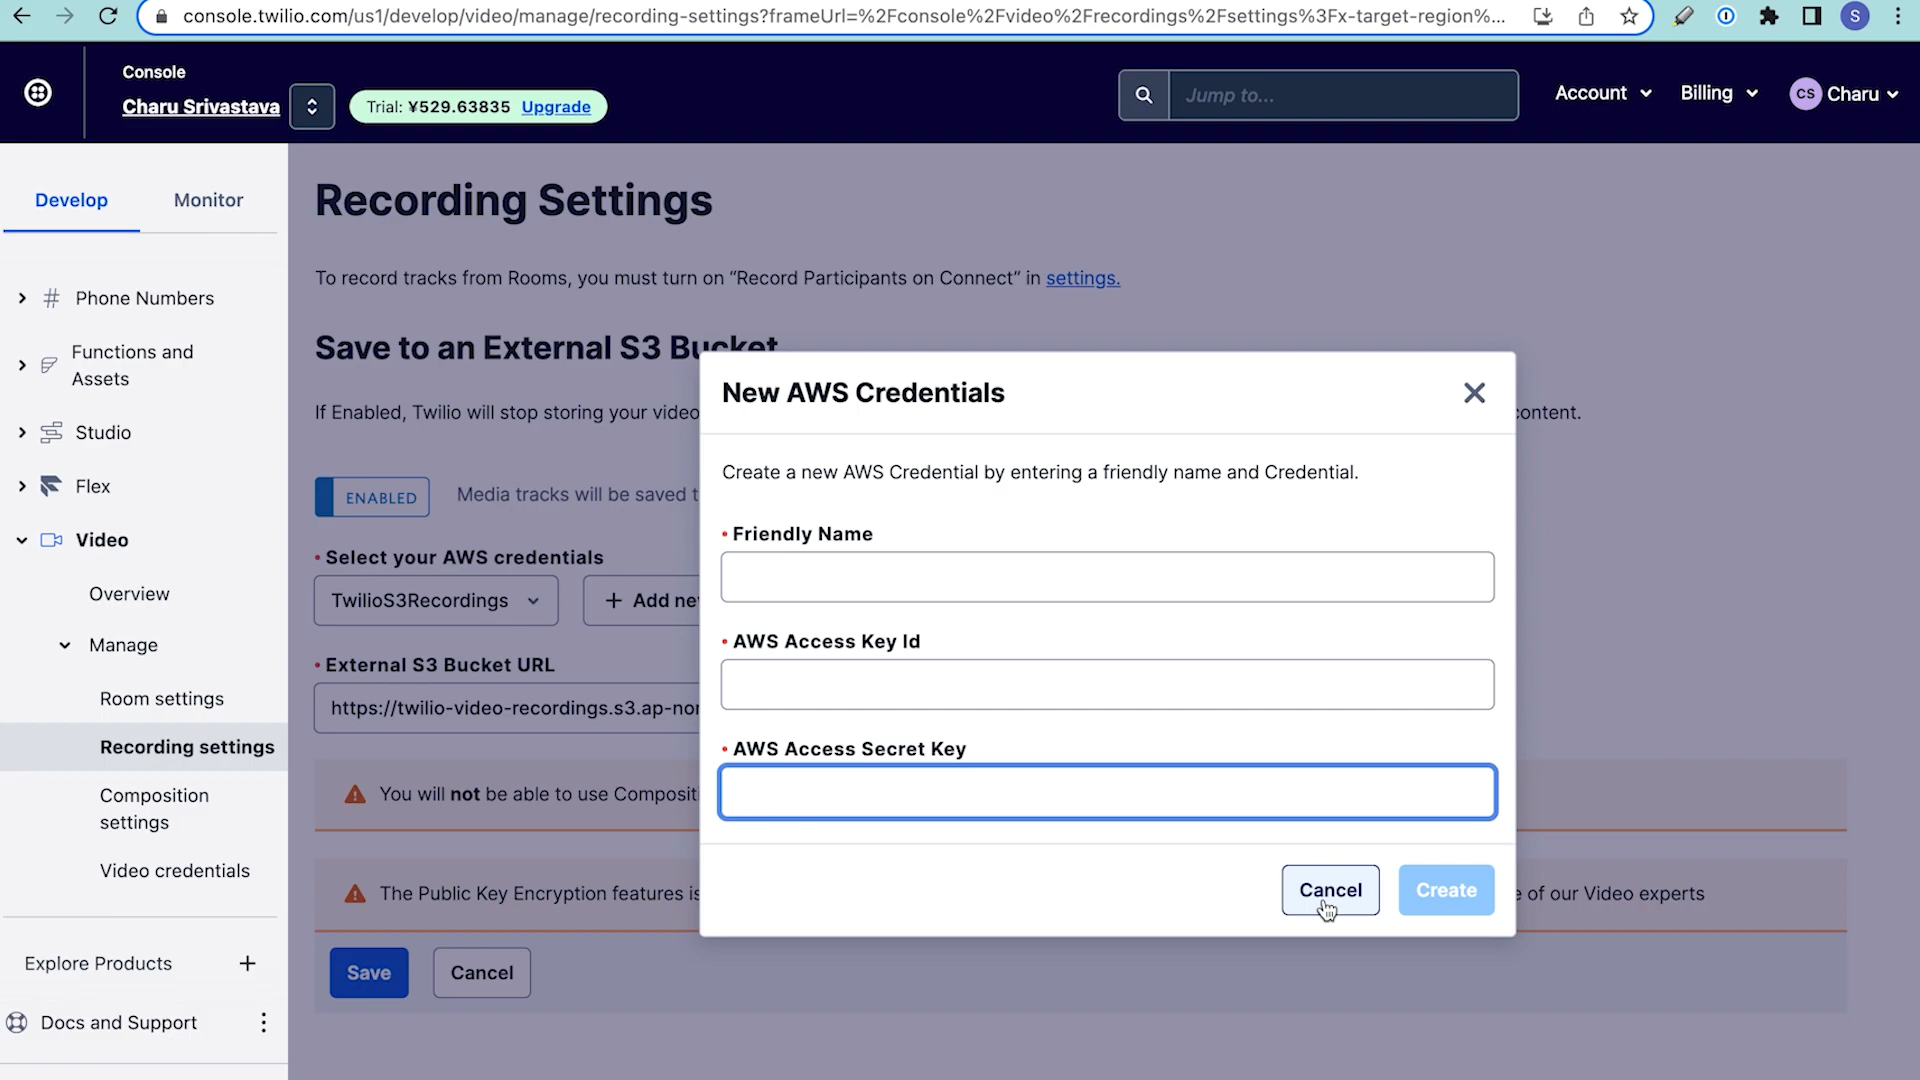 console.twilio.com/us1/develop/video/manage/recording-settings?frameUrl=%2Fconsole%2Fvideo%2Frecordings%2Fsettings%3Fx-target-region%...
S
Console
Charu Srivastava
Trial: ¥529.63835 Upgrade
Jump to...
Account
Billing
CS Charu
Develop
Monitor
Phone Numbers
Functions and
Assets
Studio
Flex
Video
Overview
Manage
Room settings
Recording settings
Composition
settings
Video credentials
Explore Products
Docs and Support
Recording Settings
To record tracks from Rooms, you must turn on “Record Participants on Connect” in settings.
Save to an External S3 Bucket
If Enabled, Twilio will stop storing your video content.
ENABLED Media tracks will be saved
• Select your AWS credentials
TwilioS3Recordings
+ Add new
• External S3 Bucket URL
https://twilio-video-recordings.s3.ap-nor
You will not be able to use Compositi
The Public Key Encryption features is of our Video experts
Save
Cancel
New AWS Credentials
Create a new AWS Credential by entering a friendly name and Credential.
• Friendly Name
• AWS Access Key Id
• AWS Access Secret Key
Cancel
Create